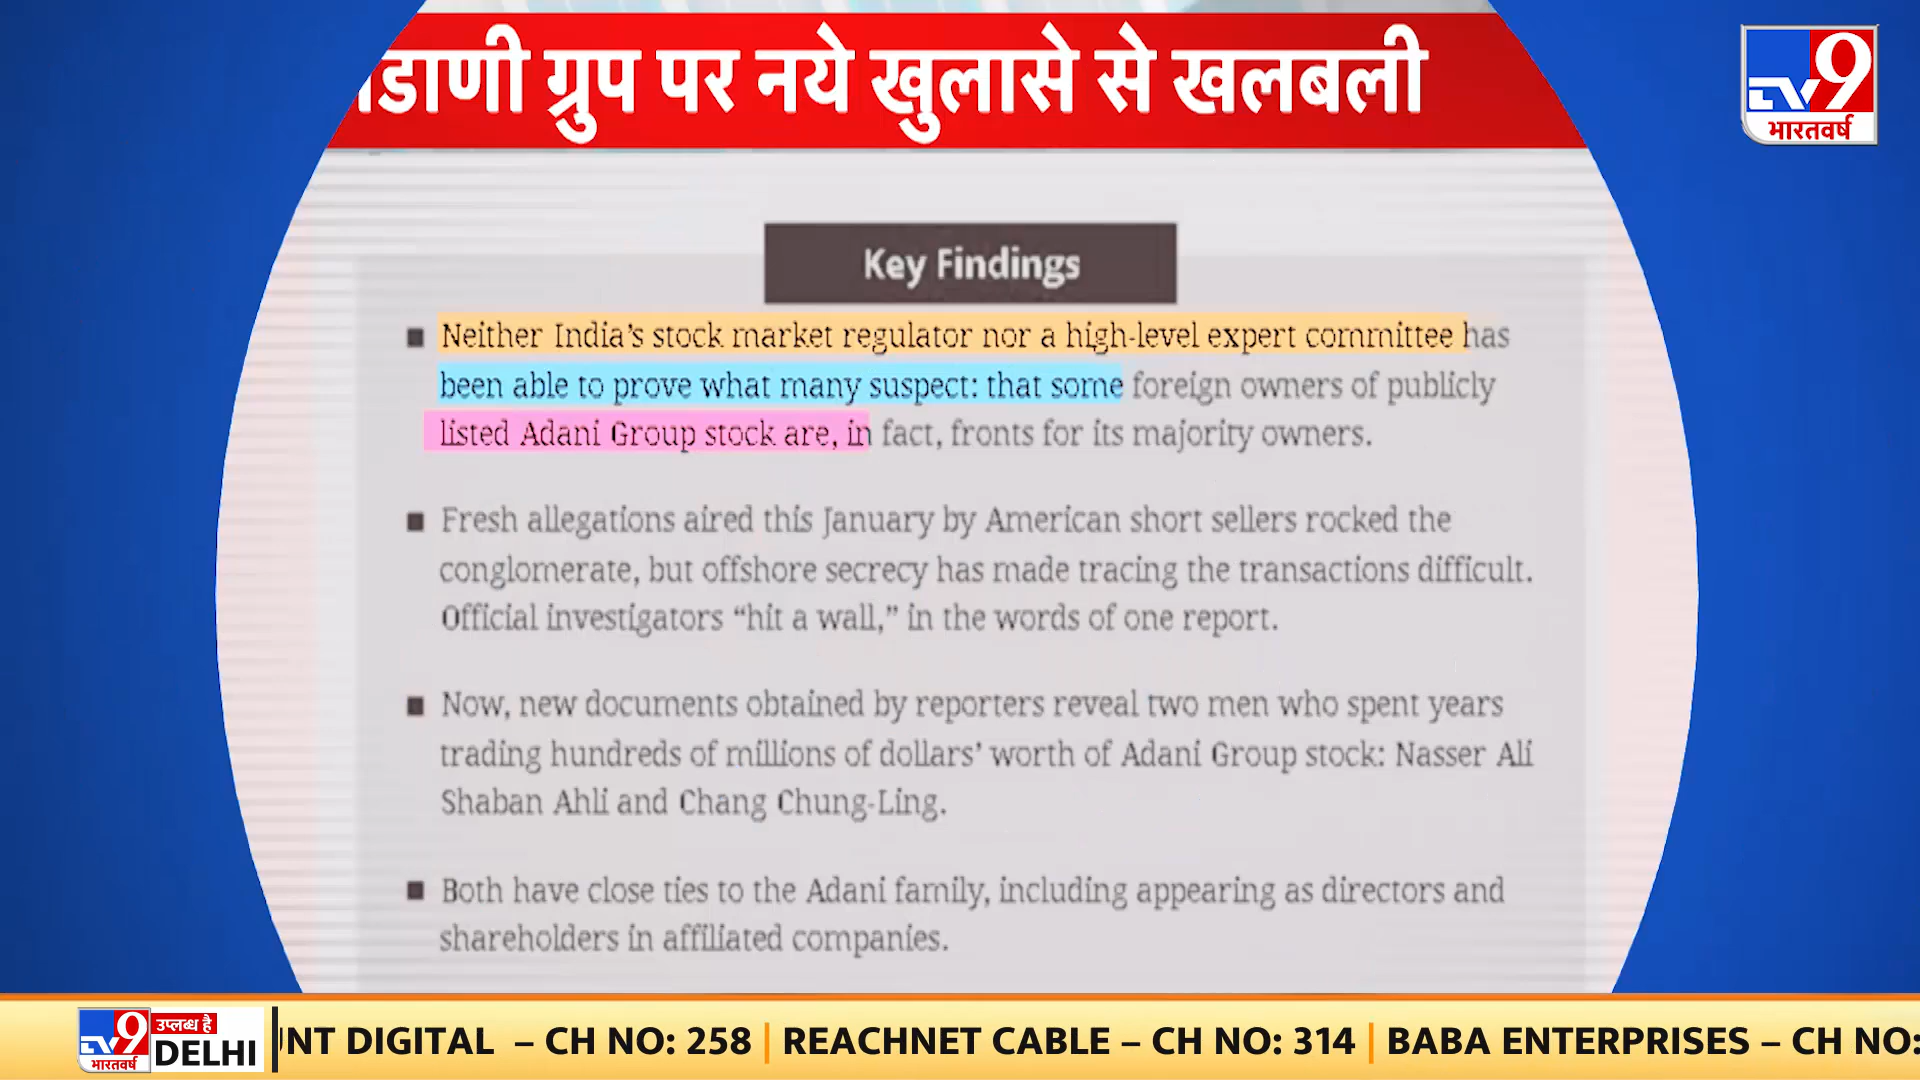 डाणी ग्रुप पर नये खुलासे से खलबली
TV9
भारतवर्ष
Key Findings
■ Neither India's stock market regulator nor a high-level expert committee has
been able to prove what many suspect: that some foreign owners of publicly
listed Adani Group stock are, in fact, fronts for its majority owners.
■ Fresh allegations aired this January by American short sellers rocked the
conglomerate, but offshore secrecy has made tracing the transactions difficult.
Official investigators “hit a wall,” in the words of one report.
■ Now, new documents obtained by reporters reveal two men who spent years
trading hundreds of millions of dollars’ worth of Adani Group stock: Nasser Ali
Shaban Ahli and Chang Chung-Ling.
■ Both have close ties to the Adani family, including appearing as directors and
shareholders in affiliated companies.
TV9
भारतवर्ष
उप्लब्ध है
DELHI
NT DIGITAL – CH NO: 258 | REACHNET CABLE – CH NO: 314 | BABA ENTERPRISES – CH NO: